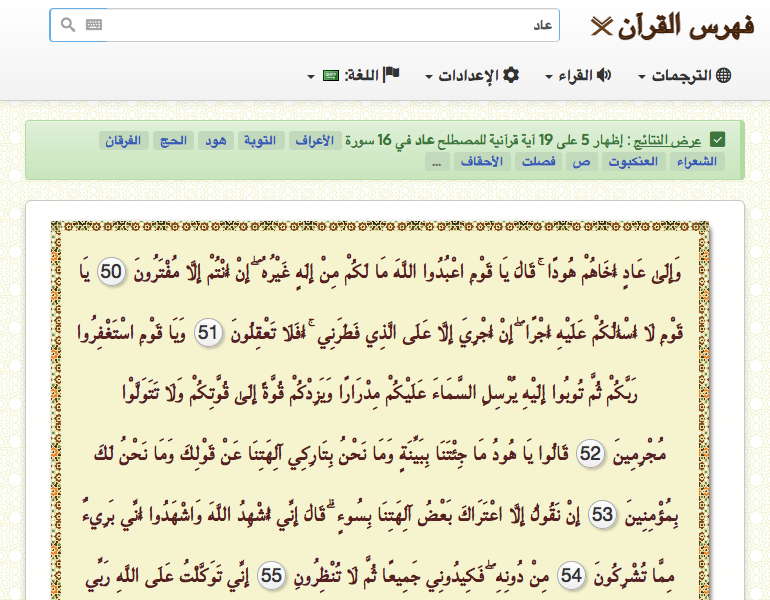 فهرس القرآن
عاد
الترجمات القراء الإعدادات اللغة:
عرض النتائج : إظهار 5 على 19 آية قرآنية للمصطلح عاد في 16 سورة الأعراف التوبة هود الحج الفرقان
الشعراء العنكبوت ص فصلت الأحقاف ...
وَإِلَىٰ عَادٍ أَخَاهُمْ هُودًا ۚ قَالَ يَا قَوْمِ اعْبُدُوا اللَّهَ مَا لَكُمْ مِنْ إِلَٰهٍ غَيْرُهُ ۖ إِنْ أَنْتُمْ إِلَّا مُفْتَرُونَ 50 يَا
قَوْمِ لَا أَسْأَلُكُمْ عَلَيْهِ أَجْرًا ۖ إِنْ أَجْرِيَ إِلَّا عَلَى الَّذِي فَطَرَنِي ۚ أَفَلَا تَعْقِلُونَ 51 وَيَا قَوْمِ اسْتَغْفِرُوا
رَبَّكُمْ ثُمَّ تُوبُوا إِلَيْهِ يُرْسِلِ السَّمَاءَ عَلَيْكُمْ مِدْرَارًا وَيَزِدْكُمْ قُوَّةً إِلَىٰ قُوَّتِكُمْ وَلَا تَتَوَلَّوْا
مُجْرِمِينَ 52 قَالُوا يَا هُودُ مَا جِئْتَنَا بِبَيِّنَةٍ وَمَا نَحْنُ بِتَارِكِي آلِهَتِنَا عَنْ قَوْلِكَ وَمَا نَحْنُ لَكَ
بِمُؤْمِنِينَ 53 إِنْ نَقُولُ إِلَّا اعْتَرَاكَ بَعْضُ آلِهَتِنَا بِسُوءٍ ۗ قَالَ إِنِّي أُشْهِدُ اللَّهَ وَاشْهَدُوا أَنِّي بَرِيءٌ
مِمَّا تُشْرِكُونَ 54 مِنْ دُونِهِ ۖ فَكِيدُونِي جَمِيعًا ثُمَّ لَا تُنْظِرُونِ 55 إِنِّي تَوَكَّلْتُ عَلَى اللَّهِ رَبِّي